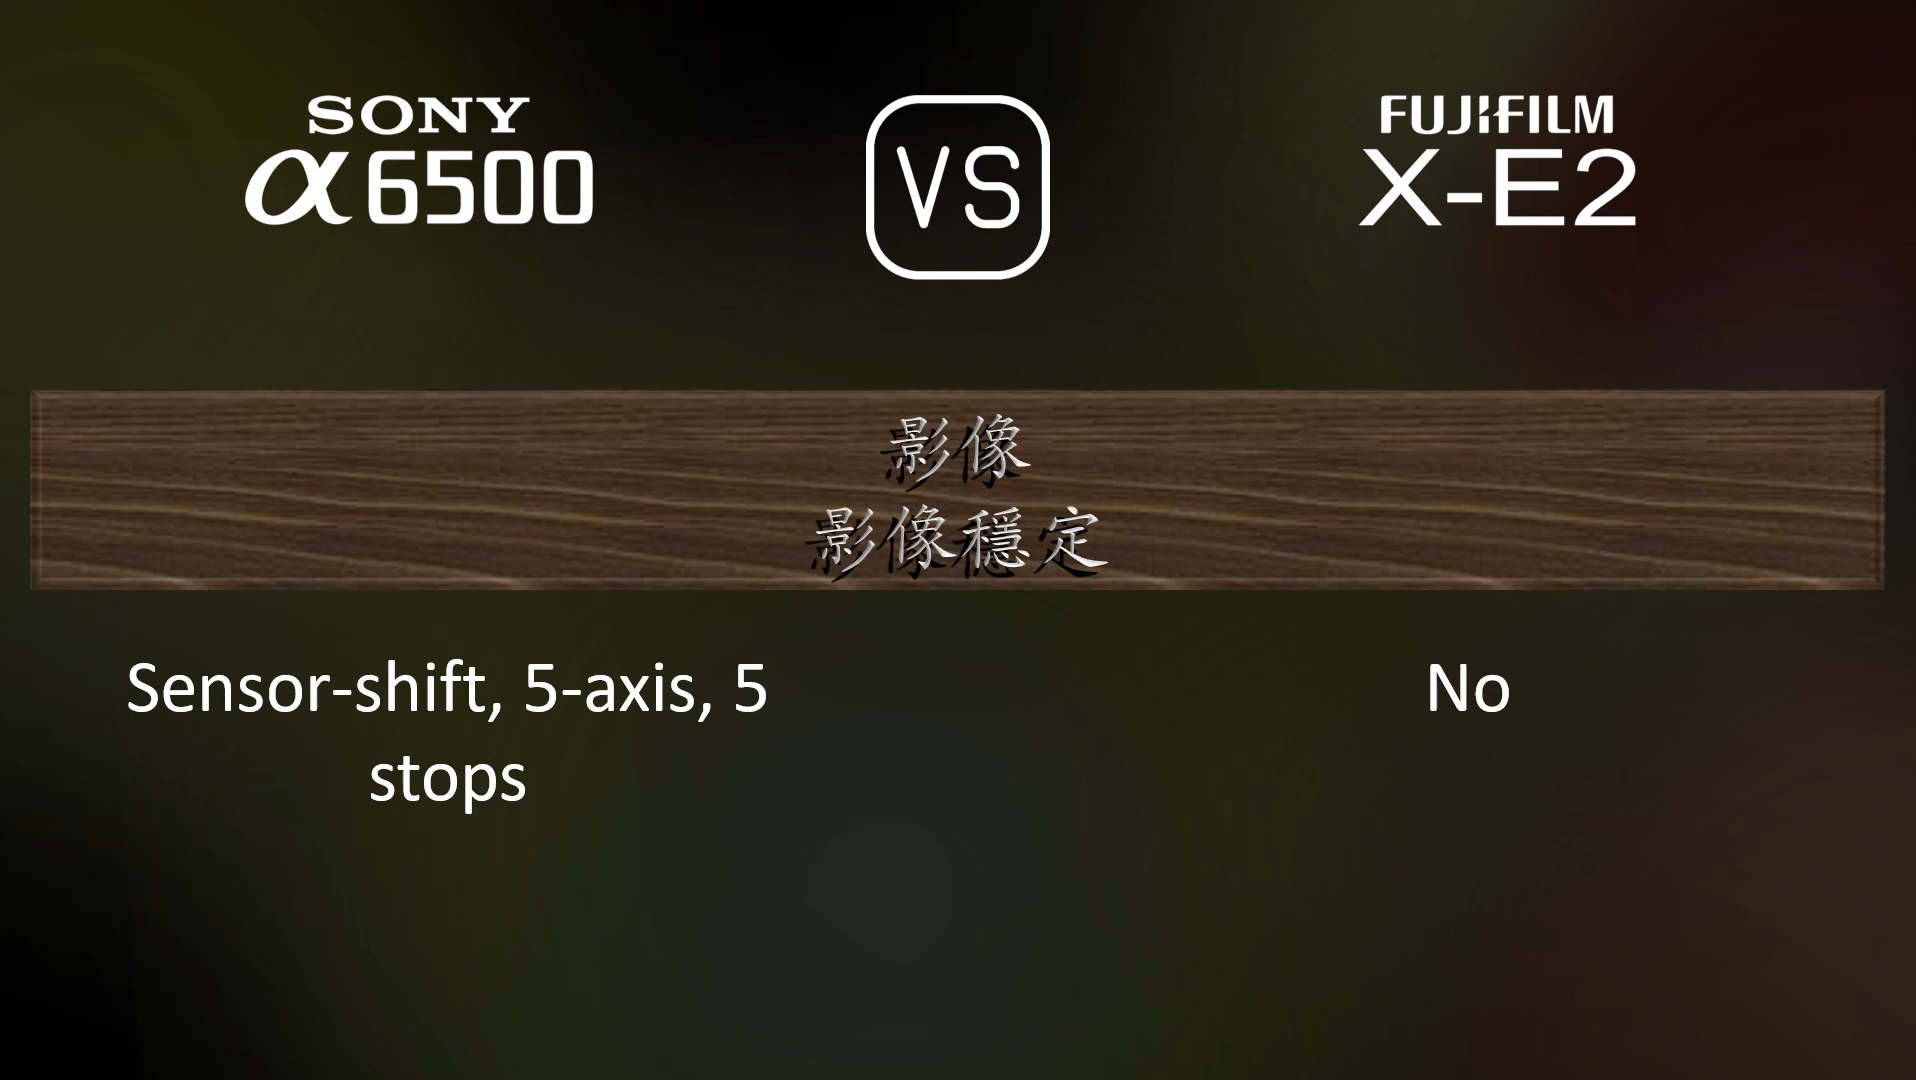 SONY
α6500
VS
FUJIFILM
X-E2
影像
影像穩定
Sensor-shift, 5-axis, 5
stops
No